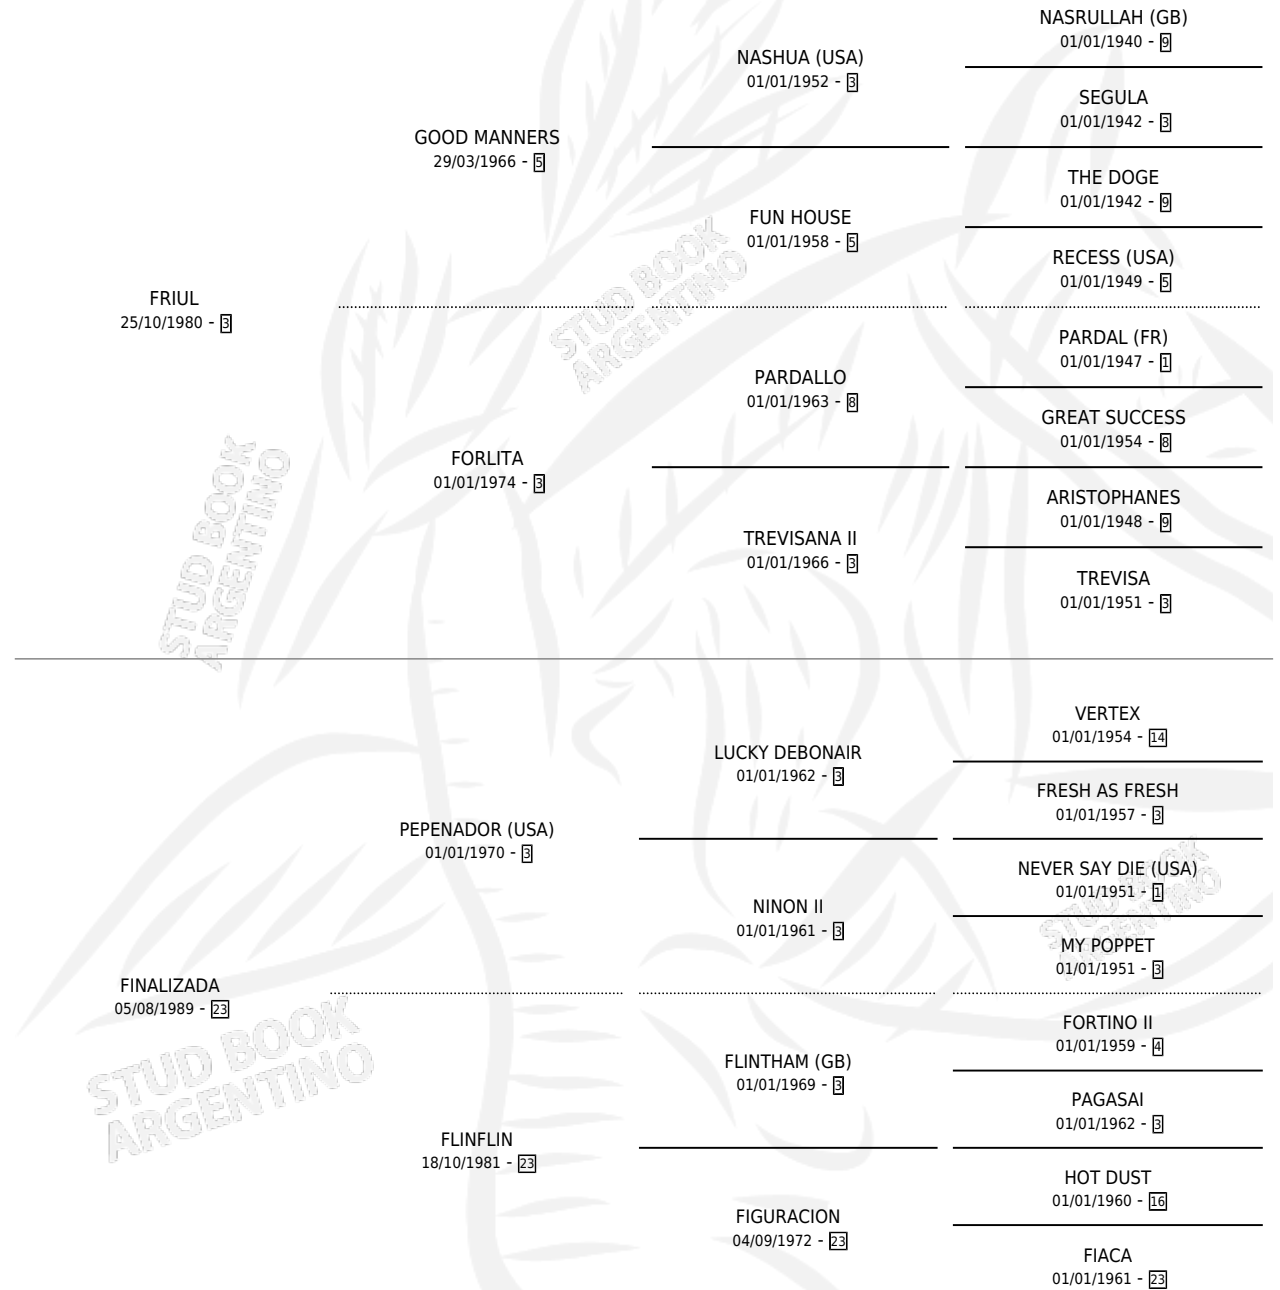 NASRULLAH (GB)
01/01/1940 - 9
NASHUA (USA)
01/01/1952 - 3
SEGULA
01/01/1942 - 3
GOOD MANNERS
29/03/1966 - 5
THE DOGE
01/01/1942 - 9
FUN HOUSE
01/01/1958 - 5
RECESS (USA)
01/01/1949 - 5
FRIUL
25/10/1980 - 3
PARDAL (FR)
01/01/1947 - 1
PARDALLO
01/01/1963 - 8
GREAT SUCCESS
01/01/1954 - 8
FORLITA
01/01/1974 - 3
ARISTOPHANES
01/01/1948 - 9
TREVISANA II
01/01/1966 - 3
TREVISA
01/01/1951 - 3
STUD BOOK
ARGENTINO
STUD BOOK
ARGENTINO
VERTEX
01/01/1954 - 14
LUCKY DEBONAIR
01/01/1962 - 3
FRESH AS FRESH
01/01/1957 - 3
PEPENADOR (USA)
01/01/1970 - 3
NEVER SAY DIE (USA)
01/01/1951 - 1
NINON II
01/01/1961 - 3
MY POPPET
01/01/1951 - 3
FINALIZADA
05/08/1989 - 23
FORTINO II
01/01/1959 - 4
FLINTHAM (GB)
01/01/1969 - 3
PAGASAI
01/01/1962 - 3
FLINFLIN
18/10/1981 - 23
HOT DUST
01/01/1960 - 16
FIGURACION
04/09/1972 - 23
FIACA
01/01/1961 - 23
STUD BOOK
ARGENTINO
STUD BOOK
ARGENTINO